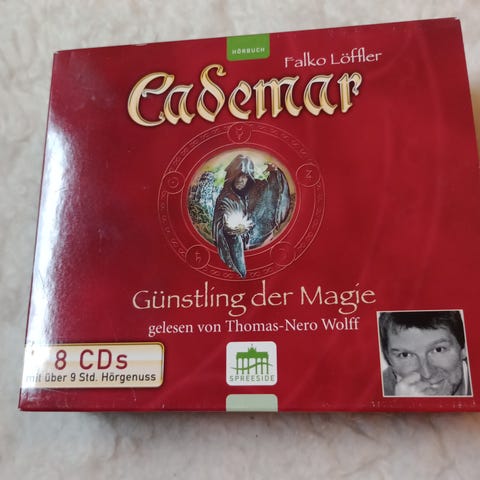 HÖRBUCH
Falko Löffler
Cademar
Günstling der Magie
gelesen von Thomas-Nero Wolff
8 CDs
mit über 9 Std. Hörgenuss
SPREESIDE